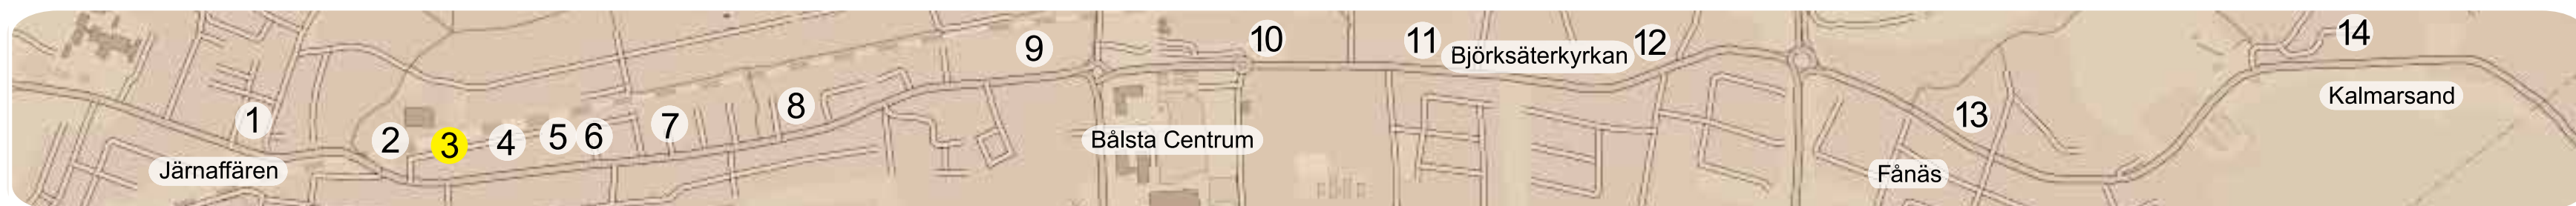 1
2
3
4
5
6
7
8
9
10
11
12
13
14
Järnaffären
Bålsta Centrum
Björksäterkyrkan
Fånäs
Kalmarsand